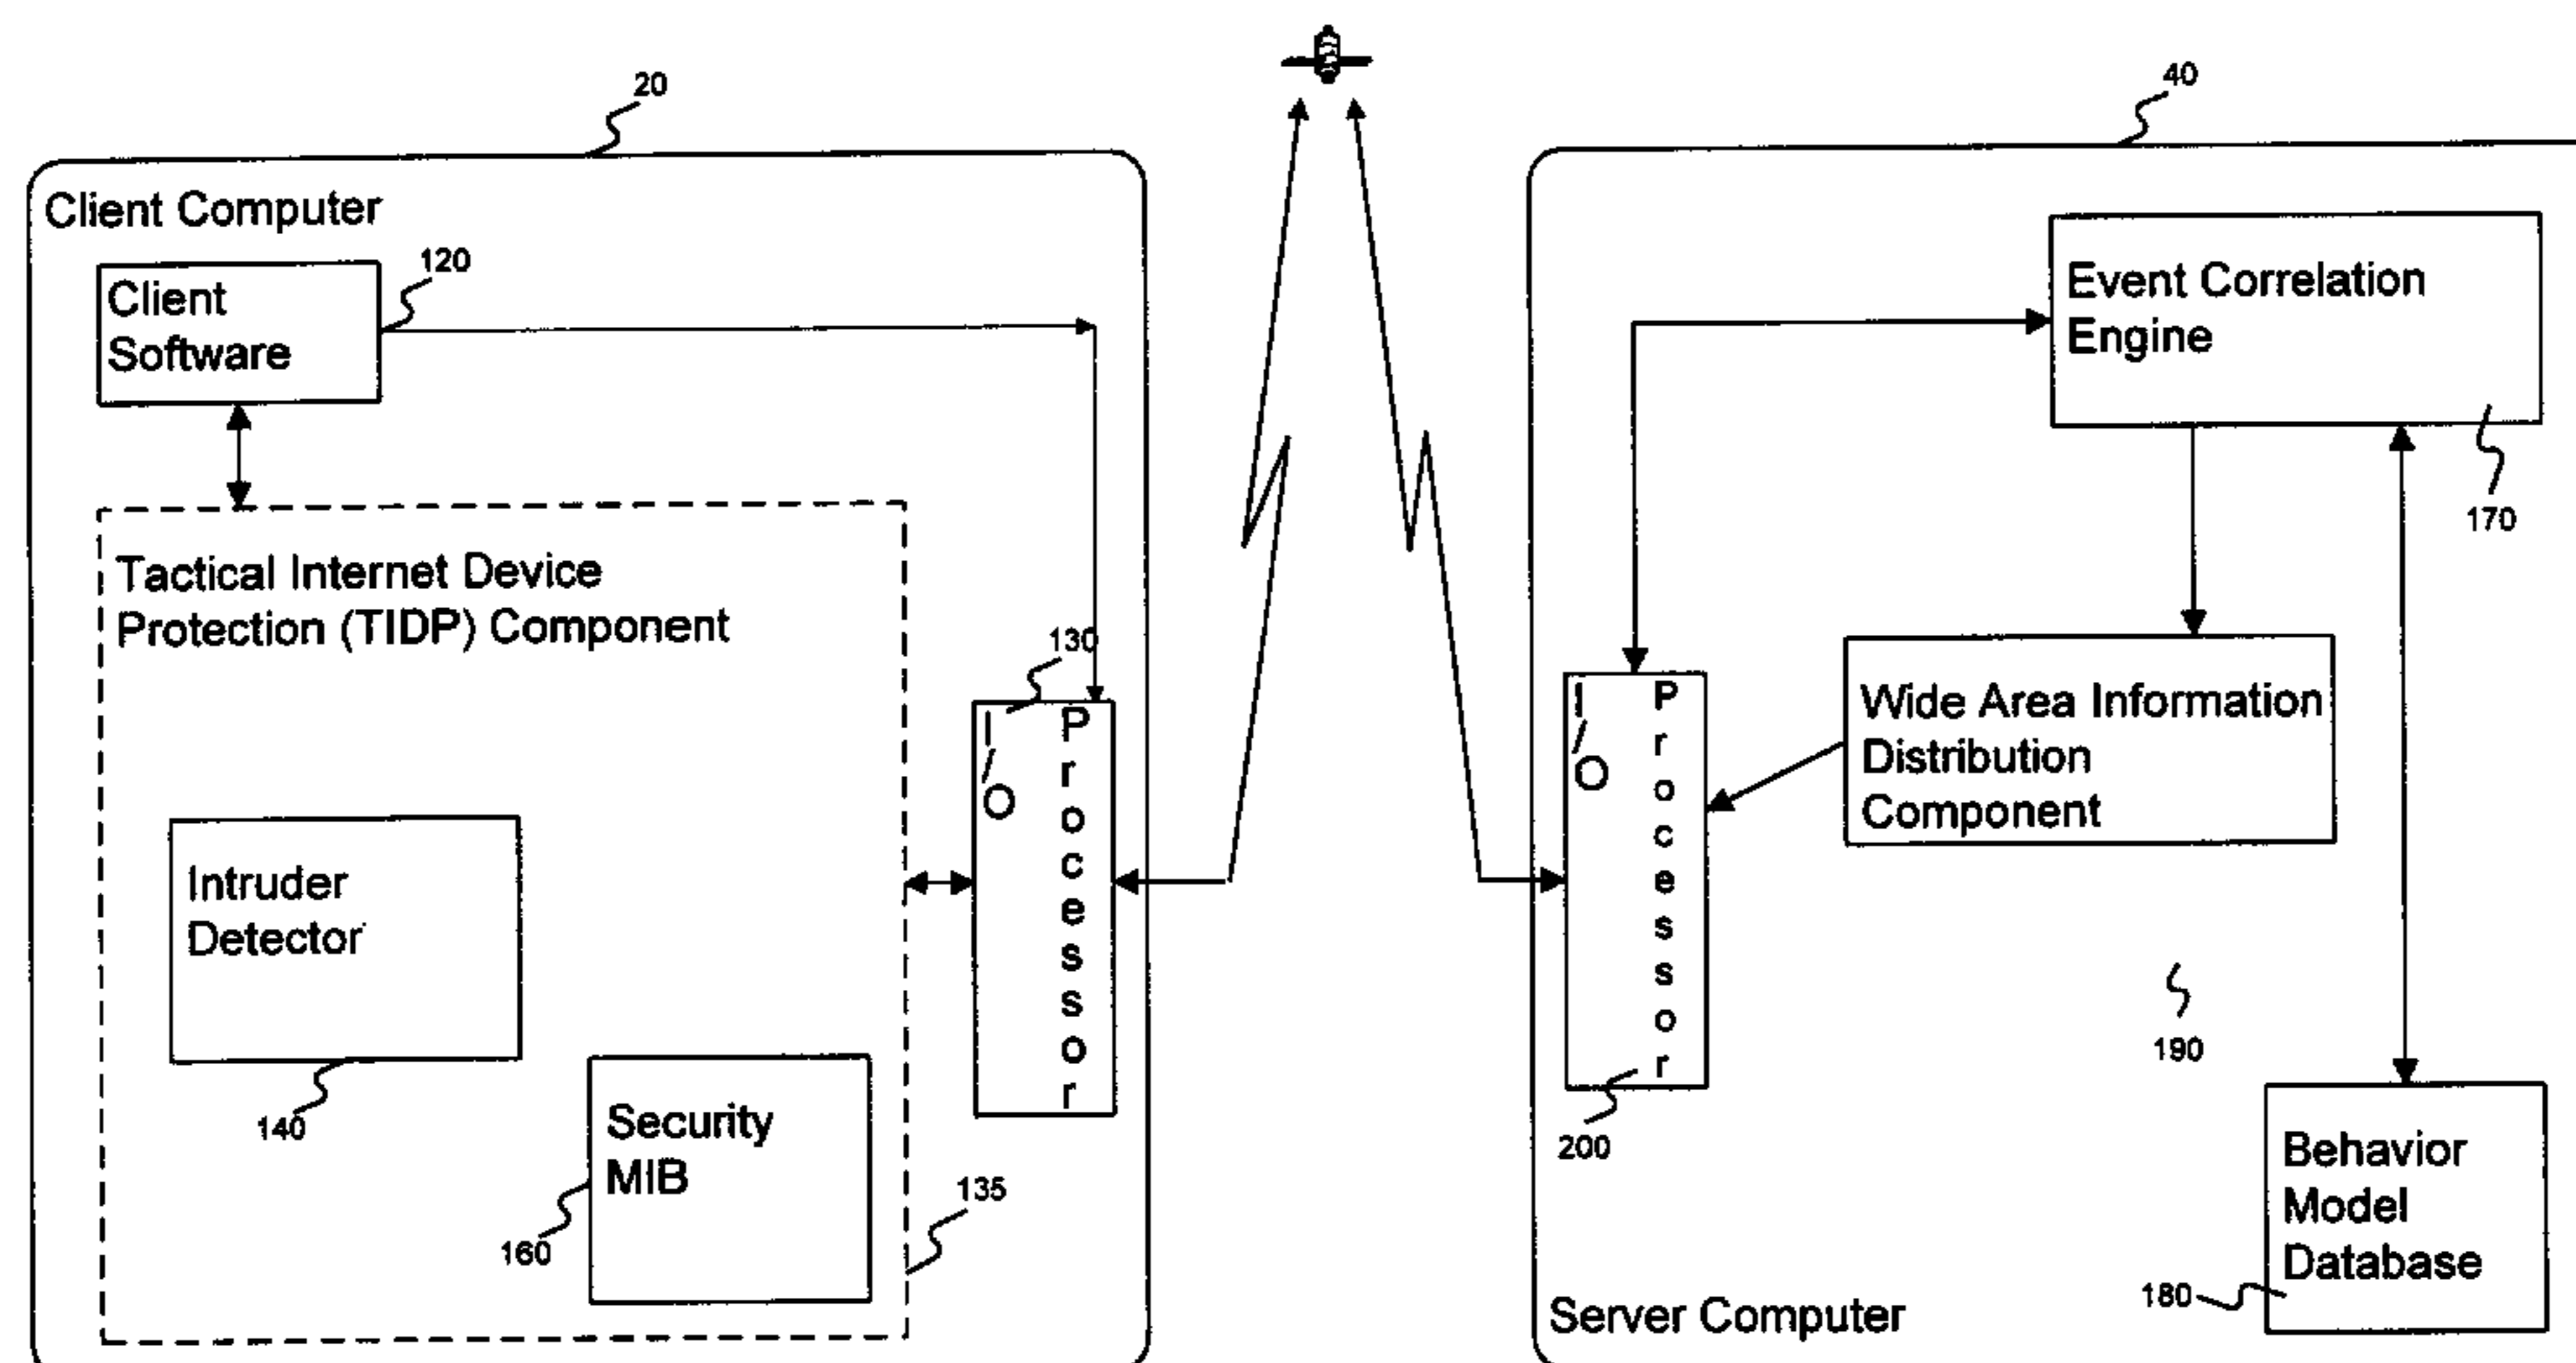 20
40
Client Computer
120
Client
Software
Event Correlation
Engine
170
Tactical Internet Device
Protection (TIDP) Component
130
I/O Processor
I/O Processor
Wide Area Information
Distribution
Component
Intruder
Detector
140
Security
MIB
160
135
200
190
Behavior
Model
Database
180
Server Computer